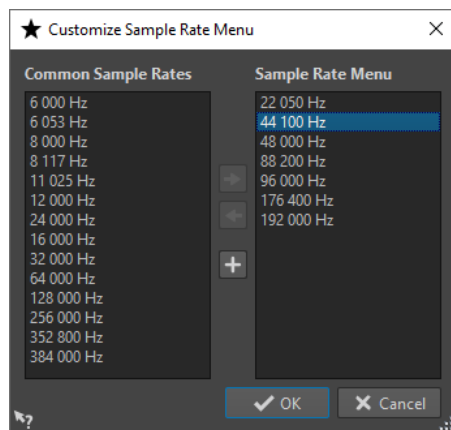 Customize Sample Rate Menu
Common Sample Rates
6 000 Hz
6 053 Hz
8 000 Hz
8 117 Hz
11 025 Hz
12 000 Hz
24 000 Hz
16 000 Hz
32 000 Hz
64 000 Hz
128 000 Hz
256 000 Hz
352 800 Hz
384 000 Hz
Sample Rate Menu
22 050 Hz
44 100 Hz
48 000 Hz
88 200 Hz
96 000 Hz
176 400 Hz
192 000 Hz
OK
Cancel
?